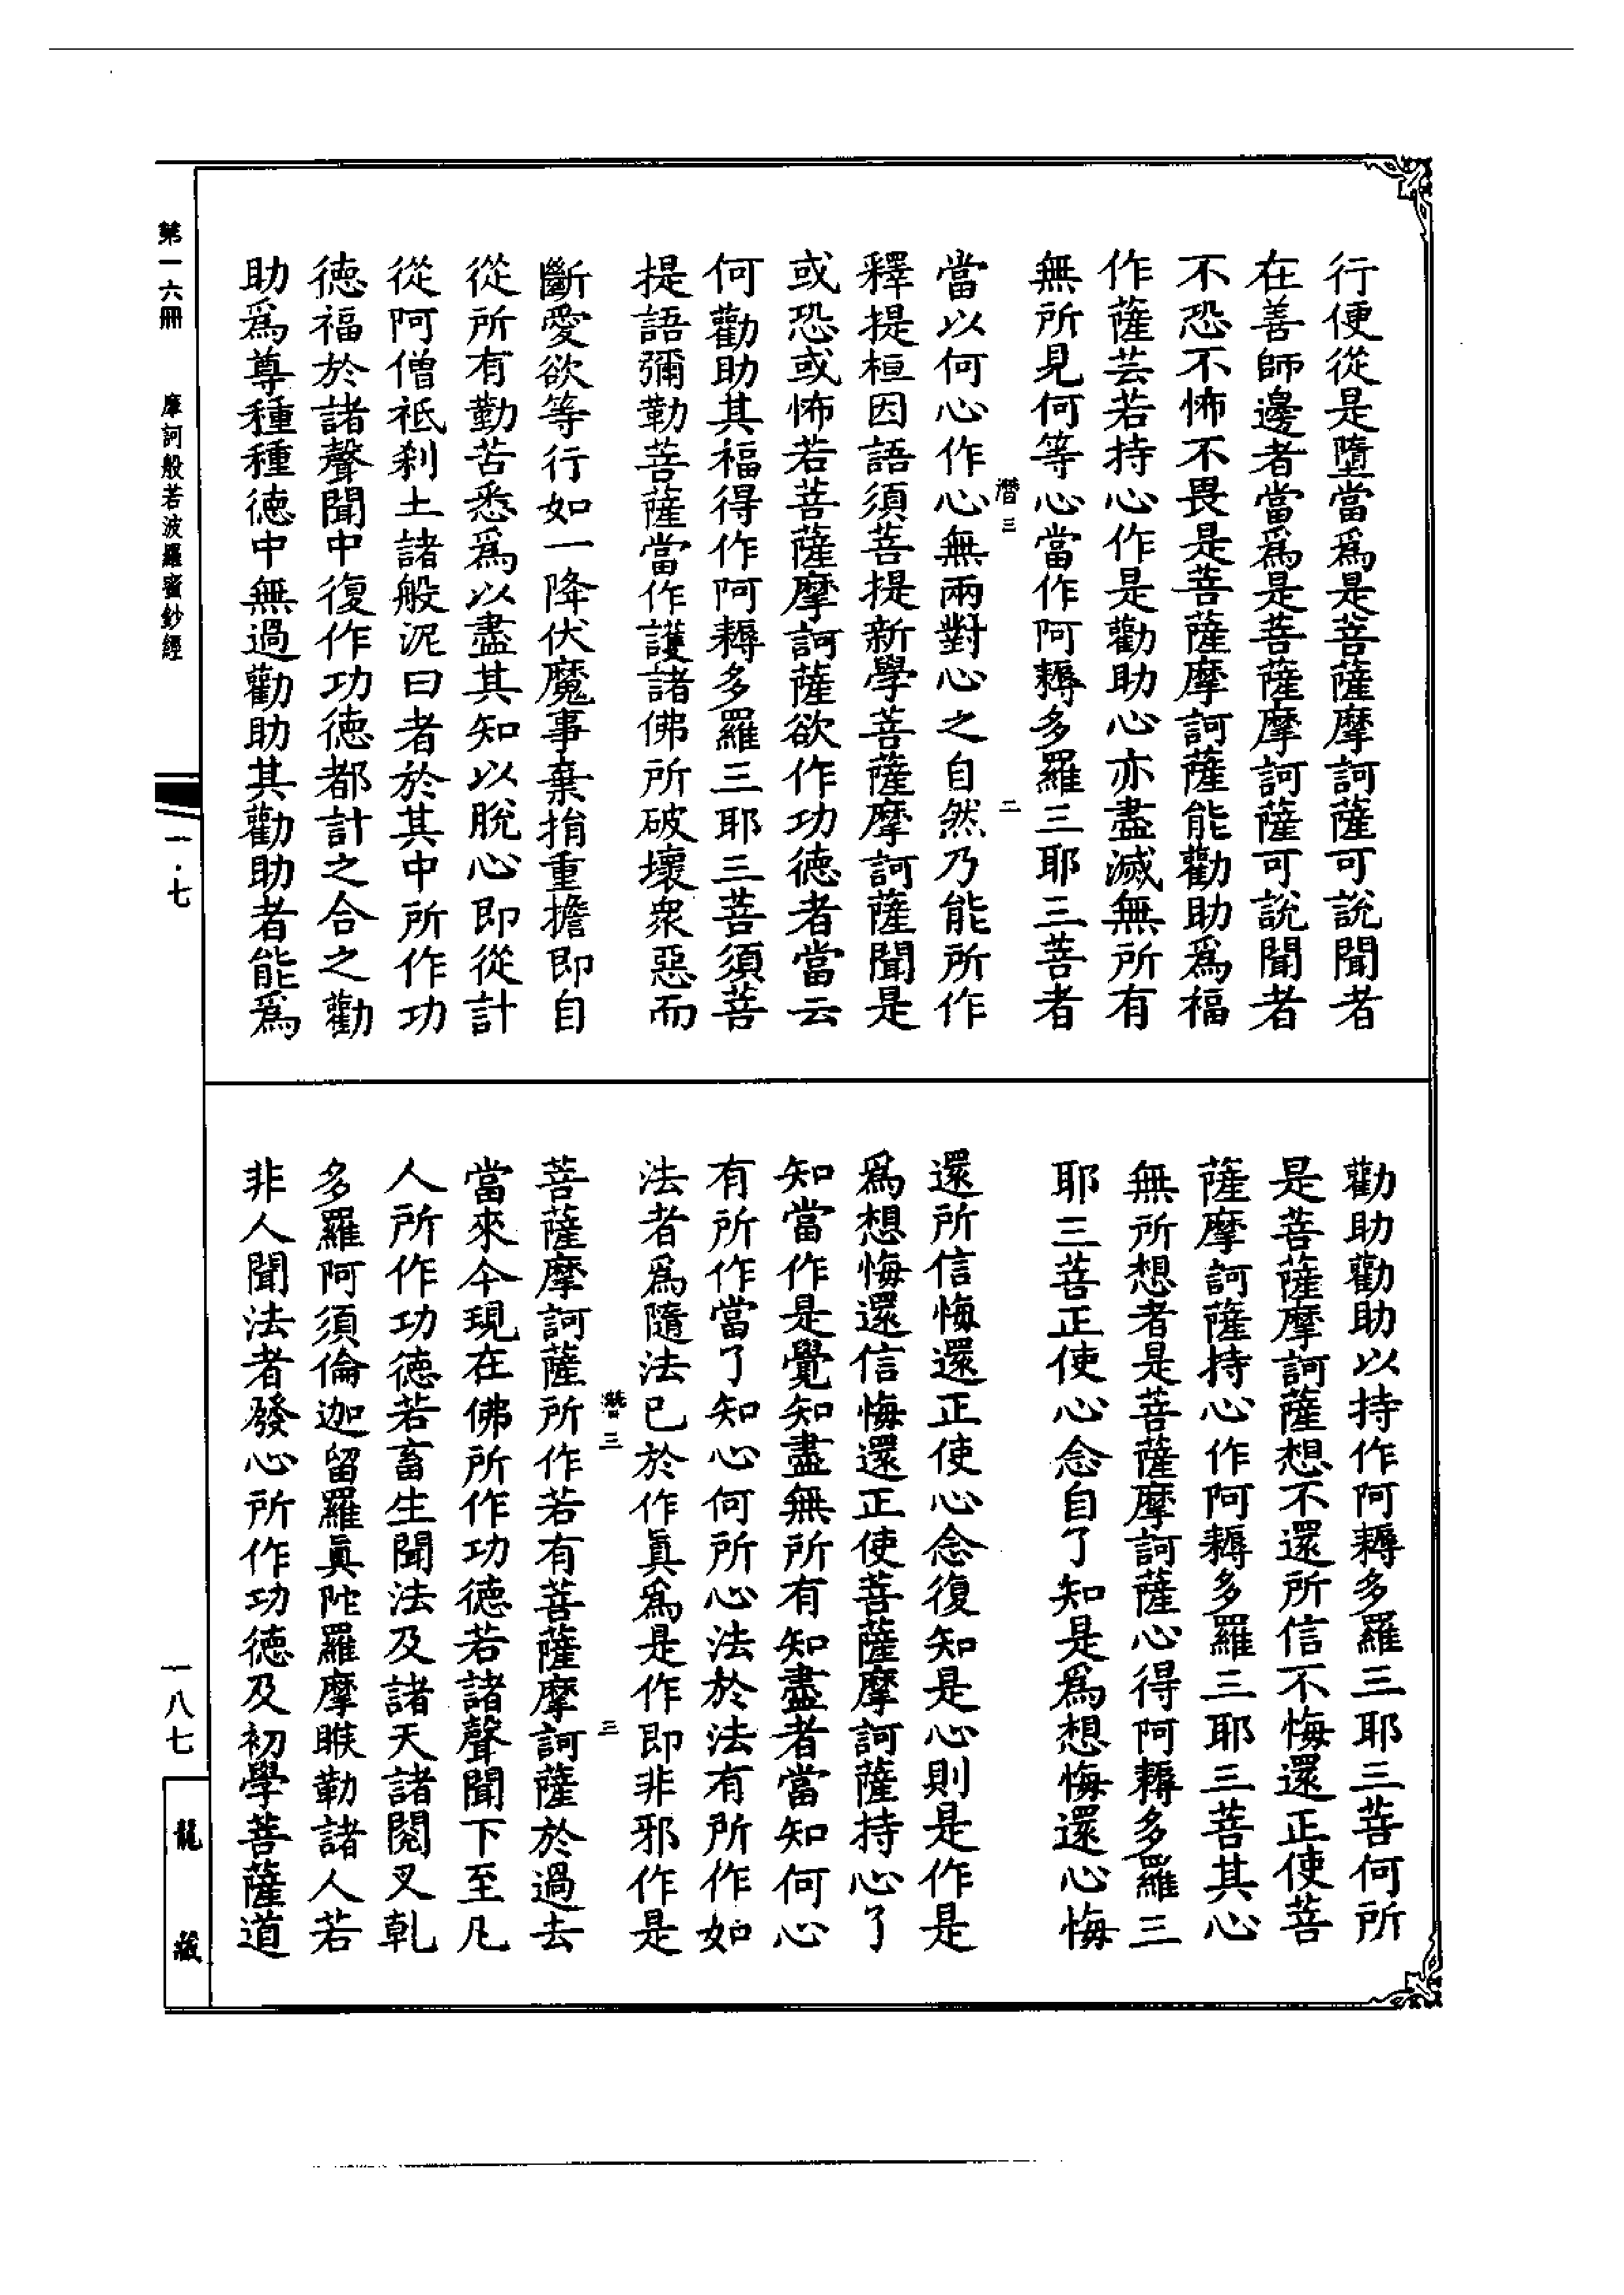 行便從是墮當爲是菩薩摩訶薩可說聞者
在善師邊者當爲是菩薩摩訶薩可說聞者
不恐不怖不畏是菩薩摩訶薩能勸助爲福
作薩芸若持心作是勸助心亦盡滅無所有
無所見何等心當作阿耨多羅三耶三菩者
潛三 二
當以何心作心無兩對心之自然乃能所作
釋提桓因語須菩提新學菩薩摩訶薩聞是
或恐或怖若菩薩摩訶薩欲作功德者當云
何勸助其福得作阿耨多羅三耶三菩須菩
提語彌勒菩薩當作護諸佛所破壞衆惡而
斷愛欲等行如一降伏魔事棄捐重擔即自
從所有勤苦悉爲以盡其知以脫心即從計
從阿僧祇刹土諸般泥曰者於其中所作功
德福於諸聲聞中復作功德都計之合之勸
助爲尊種種德中無過勸助其勸助者能爲
勸助勸助以持作阿耨多羅三耶三菩何所
是菩薩摩訶薩想不還所信不悔還正使菩
薩摩訶薩持心作阿耨多羅三耶三菩其心
無所想者是菩薩摩訶薩心得阿耨多羅三
耶三菩正使心念自了知是爲想悔還心悔
還所信悔還正使心念復知是心則是作是
爲想悔還信悔還正使菩薩摩訶薩持心了
知當作是覺知盡無所有知盡者當知何心
有所作當了知心何所心法於法有所作如
法者爲隨法已於作眞爲是作即非邪作是
潛三 三
菩薩摩訶薩所作若有菩薩摩訶薩於過去
當來今現在佛所作功德若諸聲聞下至凡
人所作功德若畜生聞法及諸天諸閱叉乹
多羅阿須倫迦留羅眞陀羅摩睺勒諸人若
非人聞法者發心所作功德及初學菩薩道
第一六冊 摩訶般若波羅蜜鈔經
一·七
一八七
龍藏